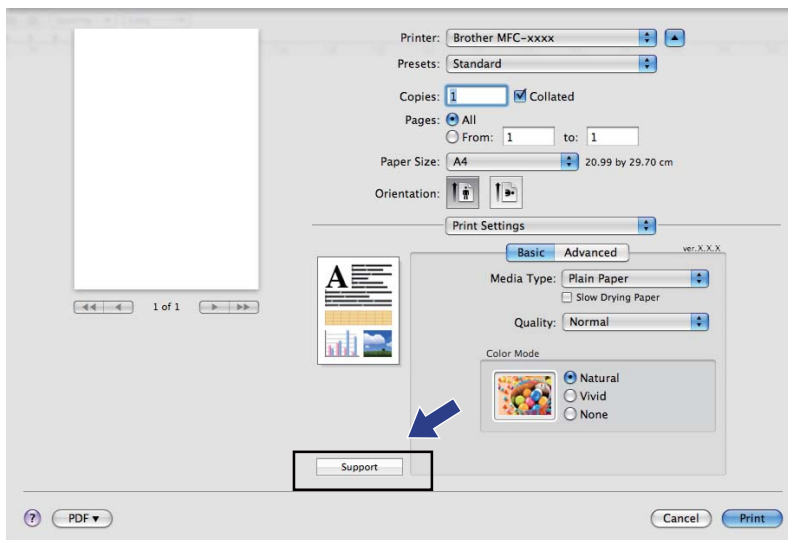 Printer: Brother MFC-xxxx
Presets: Standard
Copies: 1 Collated
Pages: All
From: 1 to: 1
Paper Size: A4 20.99 by 29.70 cm
Orientation:
Print Settings
Basic Advanced ver.X.X.X
Media Type: Plain Paper
Slow Drying Paper
Quality: Normal
Color Mode
Natural
Vivid
None
A
1 of 1
Support
? PDF Cancel Print